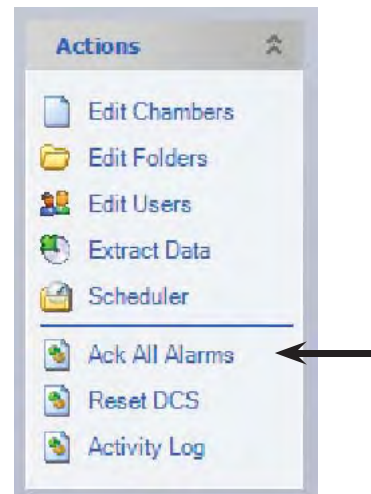 Actions
Edit Chambers
Edit Folders
Edit Users
Extract Data
Scheduler
Ack All Alarms
Reset DCS
Activity Log